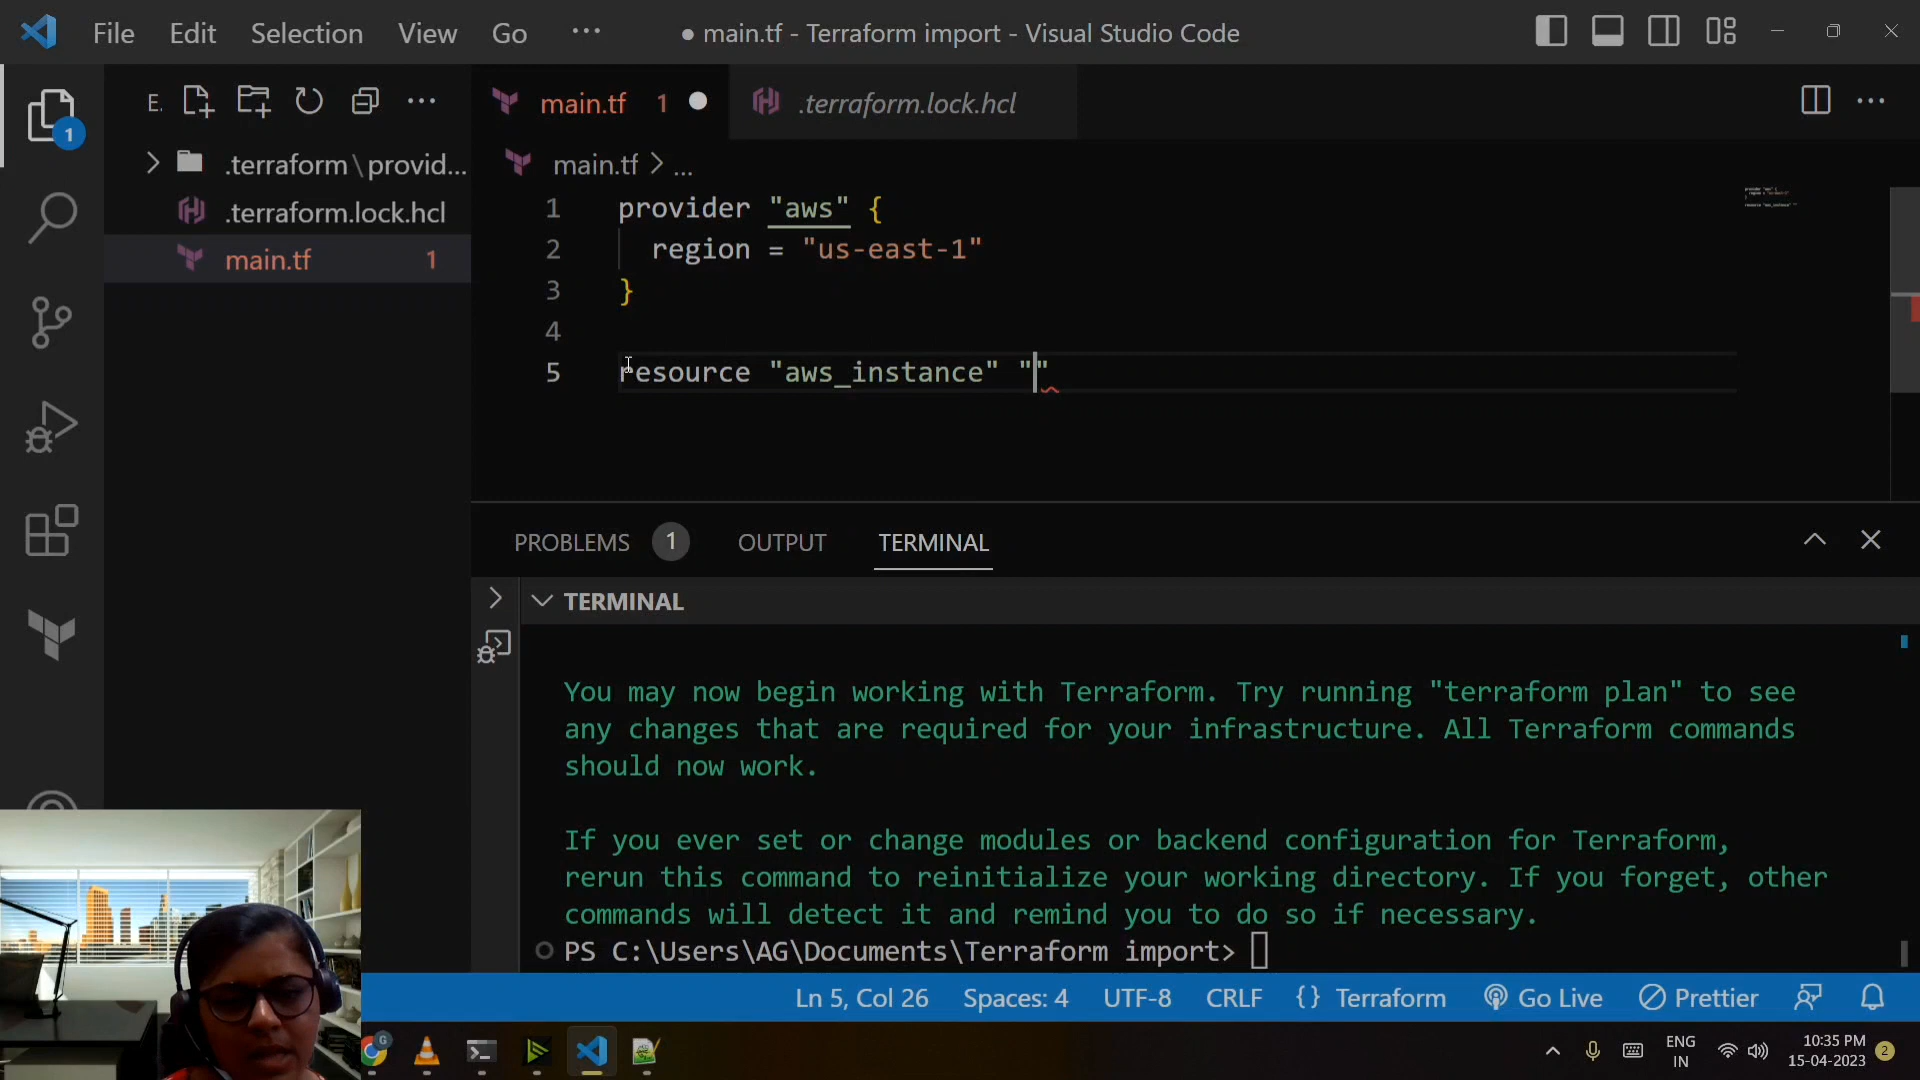 File Edit Selection View Go ··· ● main.tf - Terraform import - Visual Studio Code
E.
main.tf 1 .terraform.lock.hcl
1
.terraform\provid...
.terraform.lock.hcl
main.tf 1
main.tf > ...
1 provider "aws" {
2 region = "us-east-1"
3 }
4
5 resource "aws_instance" ""
PROBLEMS 1 OUTPUT TERMINAL
TERMINAL
You may now begin working with Terraform. Try running "terraform plan" to see
any changes that are required for your infrastructure. All Terraform commands
should now work.
If you ever set or change modules or backend configuration for Terraform,
rerun this command to reinitialize your working directory. If you forget, other
commands will detect it and remind you to do so if necessary.
PS C:\Users\AG\Documents\Terraform import>
Ln 5, Col 26 Spaces: 4 UTF-8 CRLF {} Terraform Go Live Prettier
G
ENG
IN
10:35 PM
15-04-2023
2